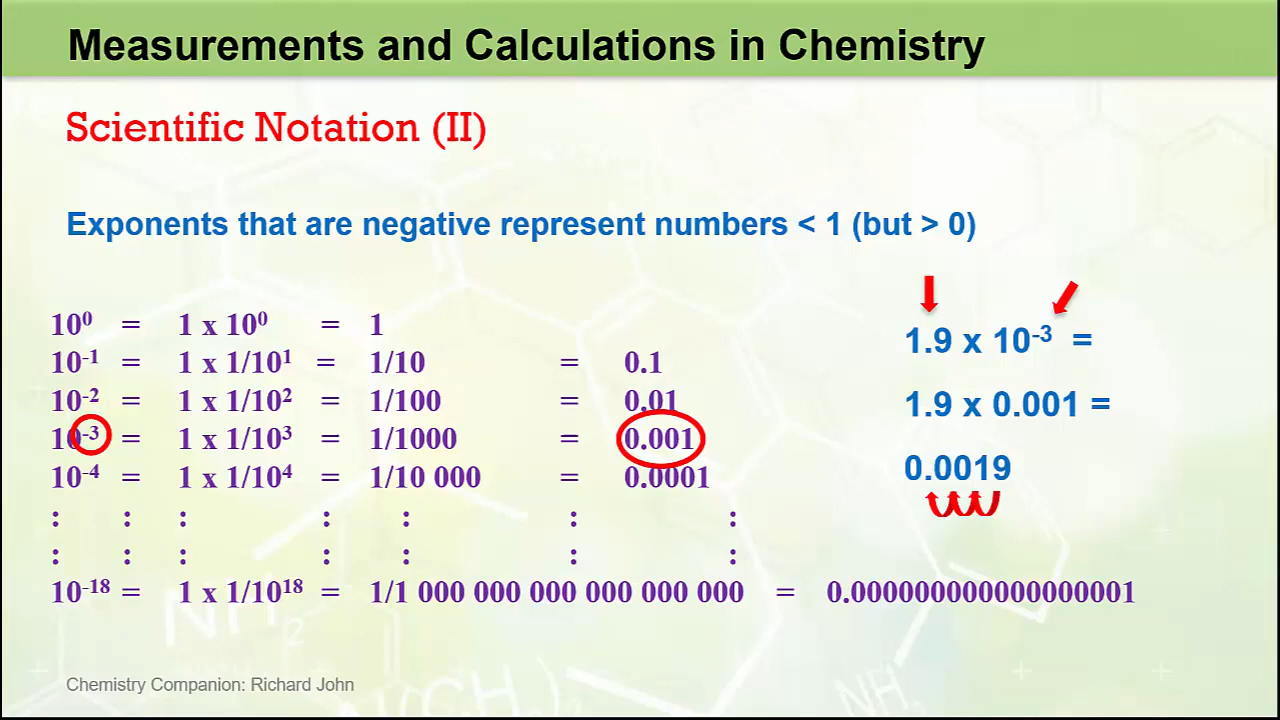 Measurements and Calculations in Chemistry
Scientific Notation (II)
Exponents that are negative represent numbers < 1 (but > 0)
10⁰ = 1 x 10⁰ = 1
10⁻¹ = 1 x 1/10¹ = 1/10 = 0.1
10⁻² = 1 x 1/10² = 1/100 = 0.01
10⁻³ = 1 x 1/10³ = 1/1000 = 0.001
10⁻⁴ = 1 x 1/10⁴ = 1/10 000 = 0.0001
: : : : : : :
: : : : : : :
10⁻¹⁸ = 1 x 1/10¹⁸ = 1/1 000 000 000 000 000 000 = 0.000000000000000001
1.9 x 10⁻³ =
1.9 x 0.001 =
0.0019
NH₂
NH
Chemistry Companion: Richard John